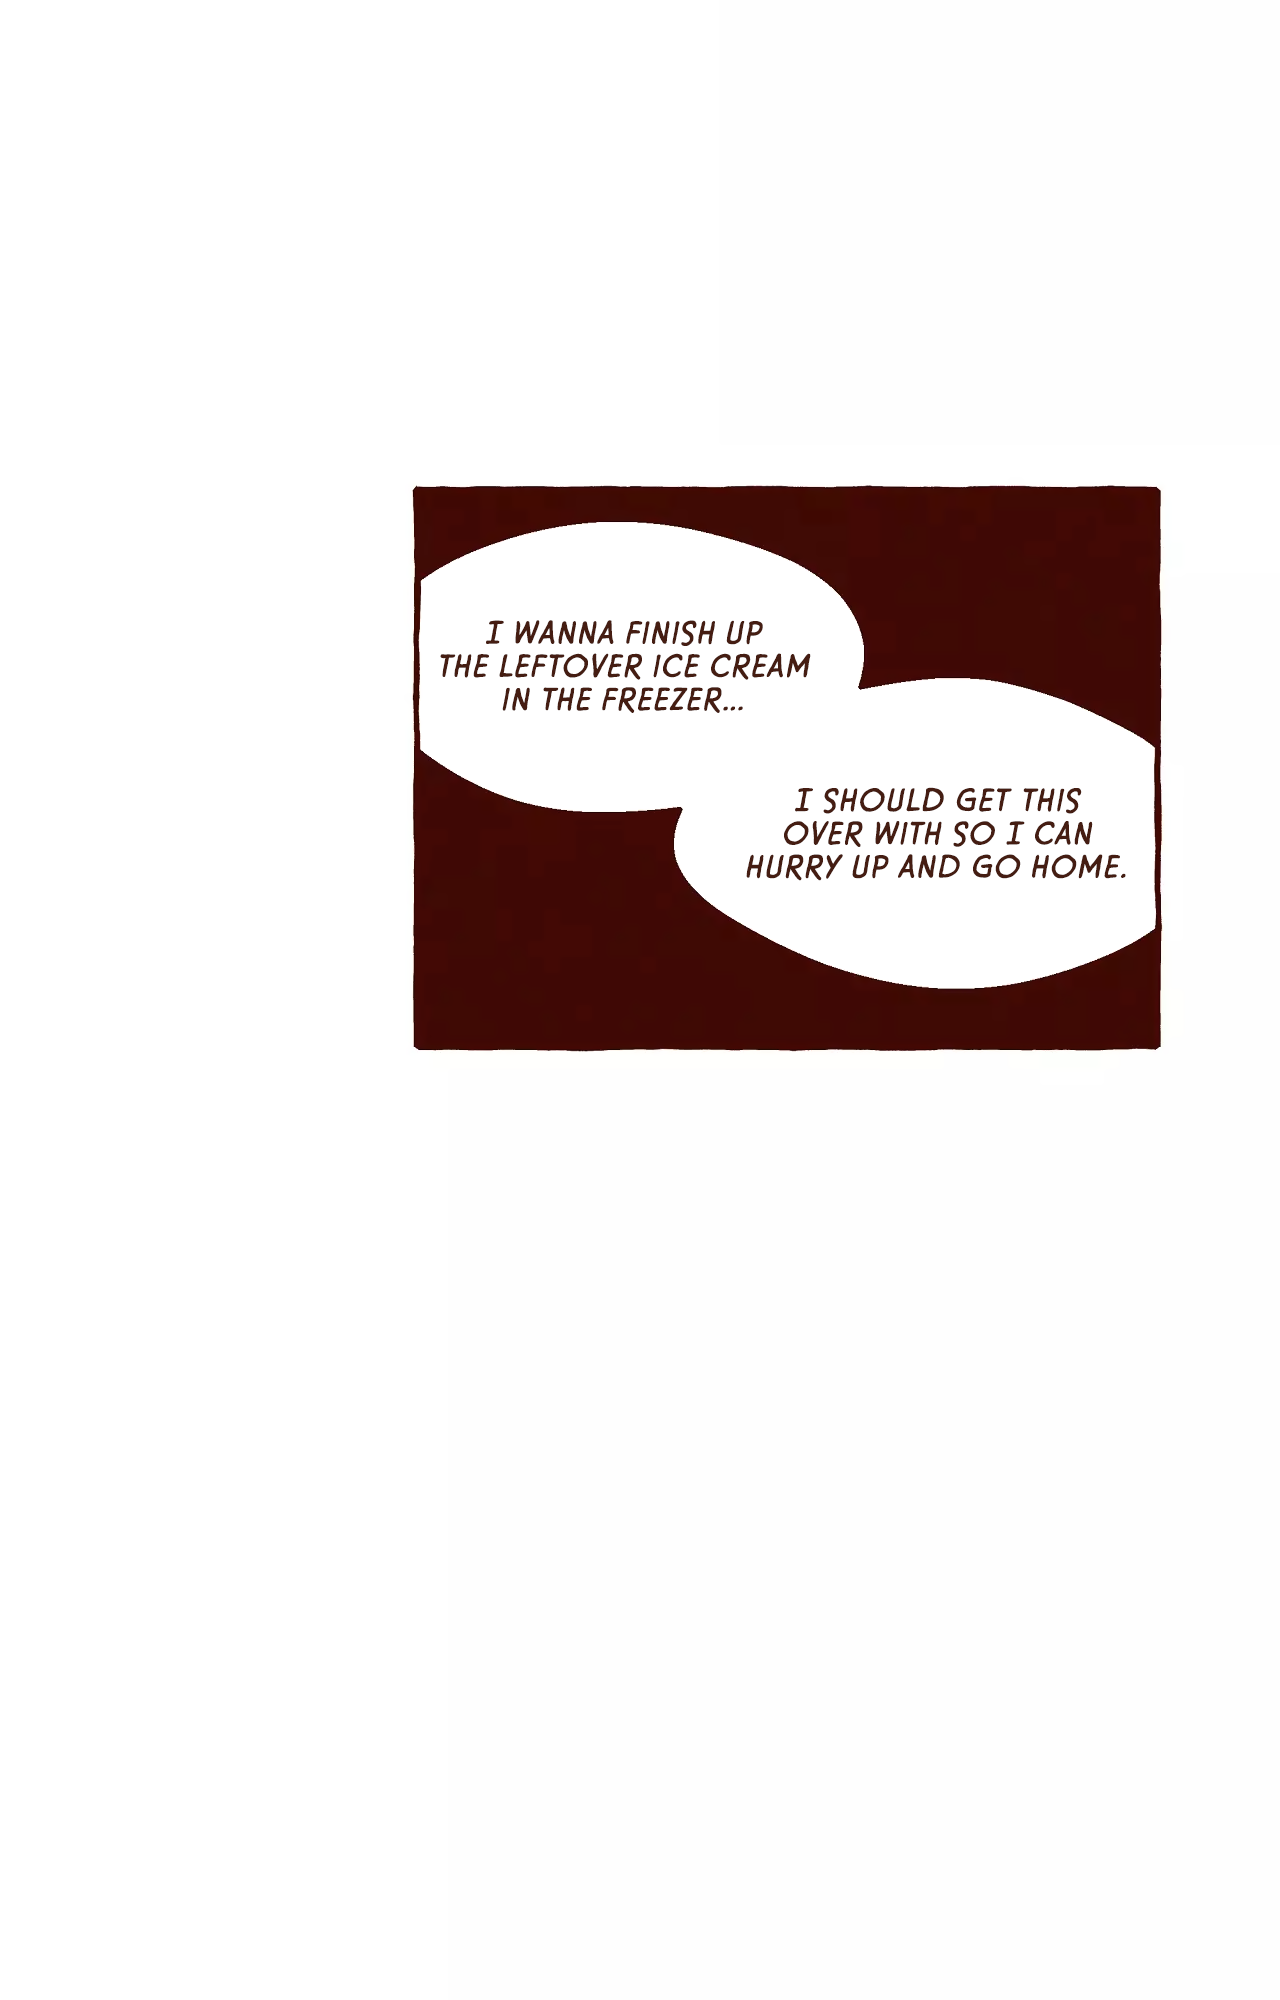 I WANNA FINISH UP
THE LEFTOVER ICE CREAM
IN THE FREEZER...
I SHOULD GET THIS
OVER WITH SO I CAN
HURRY UP AND GO HOME.